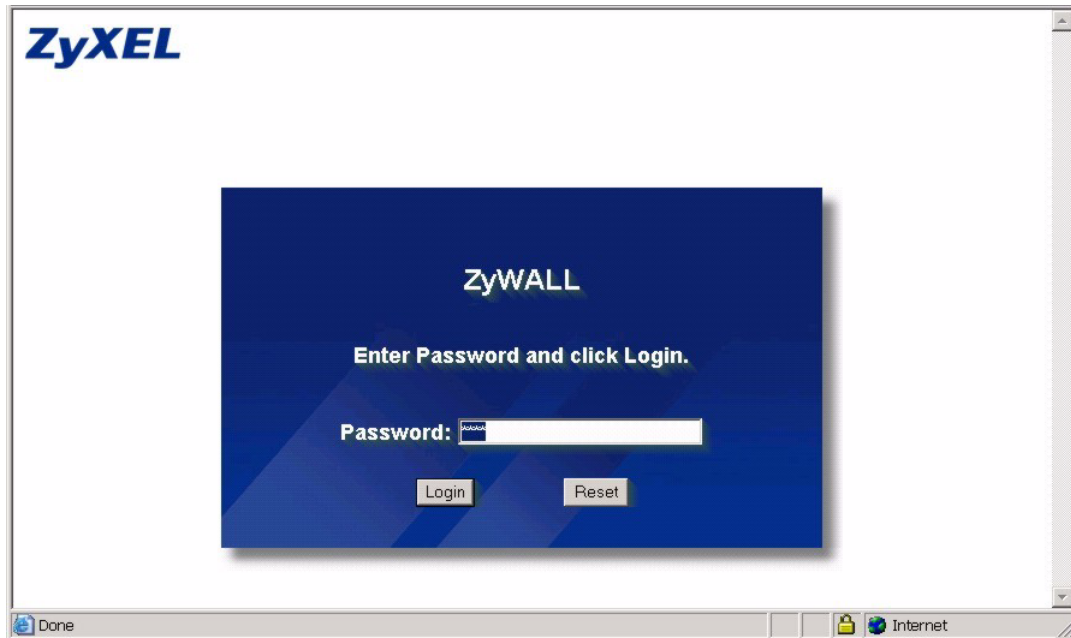 ZyXEL
ZyWALL
Enter Password and click Login.
Password: ****
Login Reset
Done Internet